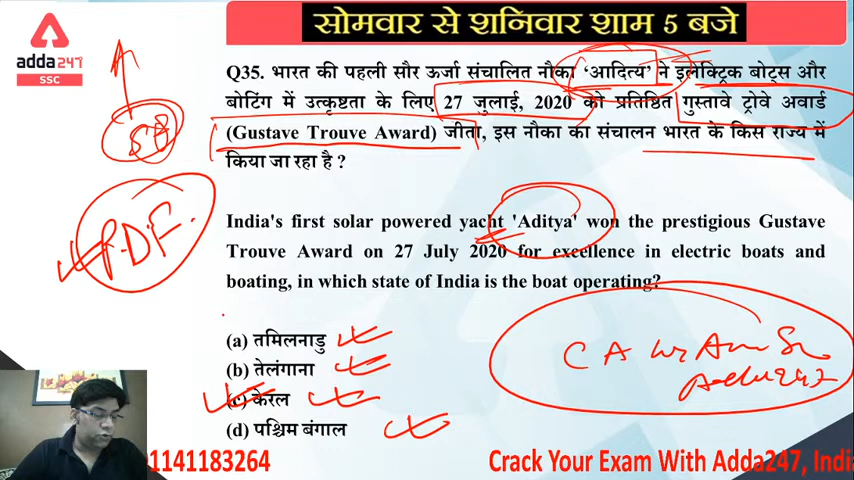 सोमवार से शनिवार शाम 5 बजे
adda247
SSC
Q35. भारत की पहली सौर ऊर्जा संचालित नौका ‘आदित्य’ ने इलेक्ट्रिक बोट्स और
बोटिंग में उत्कृष्टता के लिए 27 जुलाई, 2020 को प्रतिष्ठित गुस्तावे ट्रोवे अवार्ड
(Gustave Trouve Award) जीता, इस नौका का संचालन भारत के किस राज्य में
किया जा रहा है ?
P.D.F.
India's first solar powered yacht 'Aditya' won the prestigious Gustave
Trouve Award on 27 July 2020 for excellence in electric boats and
boating, in which state of India is the boat operating?
(a) तमिलनाडु
(b) तेलंगाना
(c) केरल
(d) पश्चिम बंगाल
Adda247
1141183264
Crack Your Exam With Adda247, India